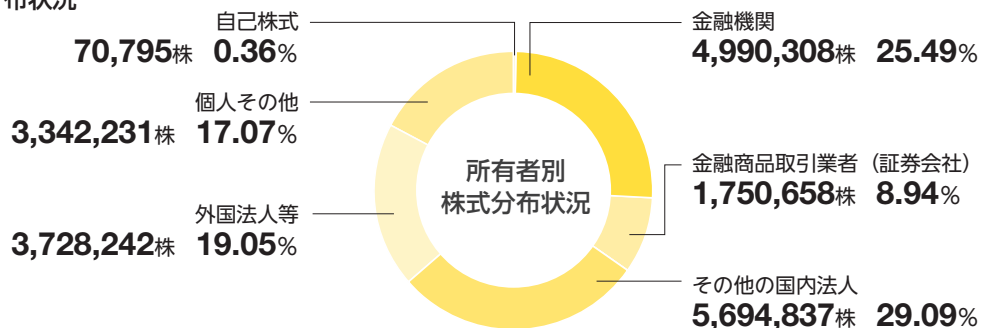 布状況
自己株式
70,795株 0.36%
個人その他
3,342,231株 17.07%
外国法人等
3,728,242株 19.05%
所有者別
株式分布状況
金融機関
4,990,308株 25.49%
金融商品取引業者（証券会社）
1,750,658株 8.94%
その他の国内法人
5,694,837株 29.09%